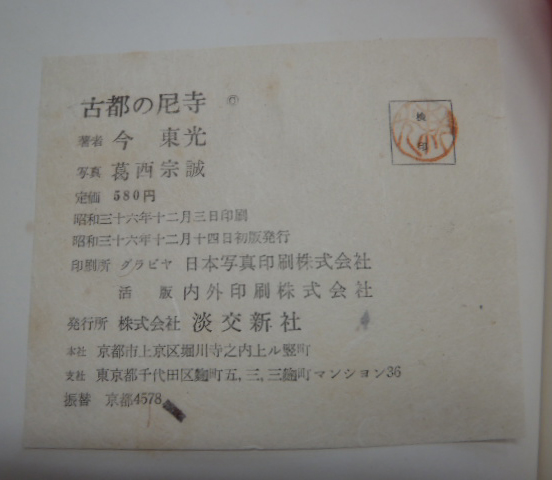 古都の尼寺
著者 今東光
検印
写真 葛西宗誠
定価 580円
昭和三十六年十二月三日印刷
昭和三十六年十二月十四日初版発行
印刷所 グラビヤ 日本写真印刷株式会社
活版 内外印刷株式会社
発行所 株式会社 淡交新社
本社 京都市上京区堀川寺之内上ル竪町
支社 東京都千代田区麹町五,三,三麹町マンション36
振替 京都4578